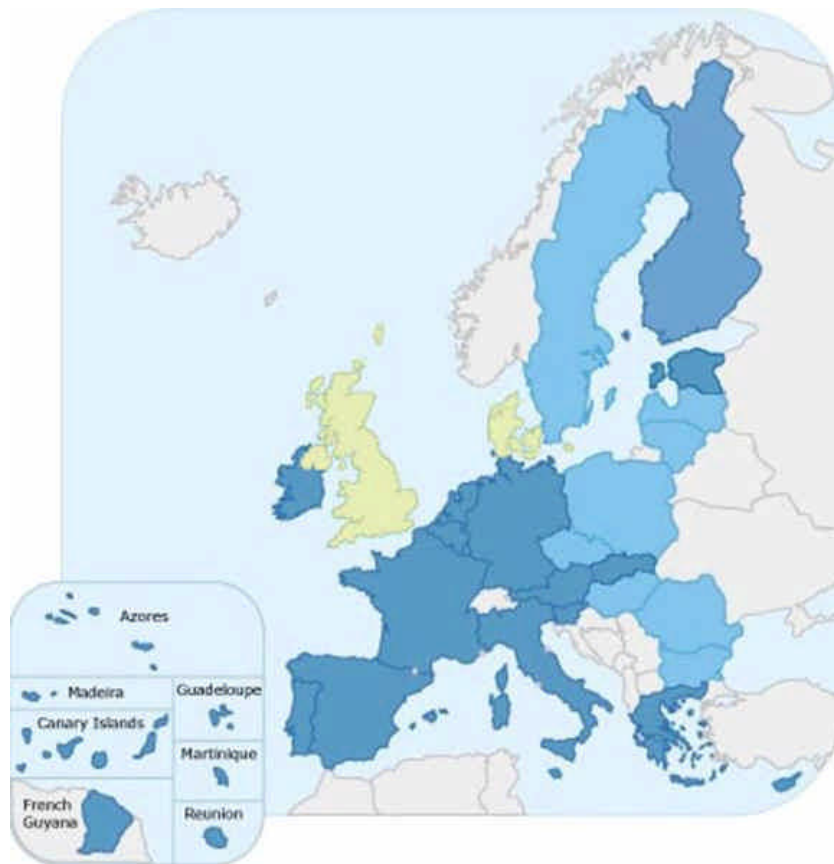 Azores
Madeira
Guadeloupe
Canary Islands
Martinique
French
Guyana
Reunion